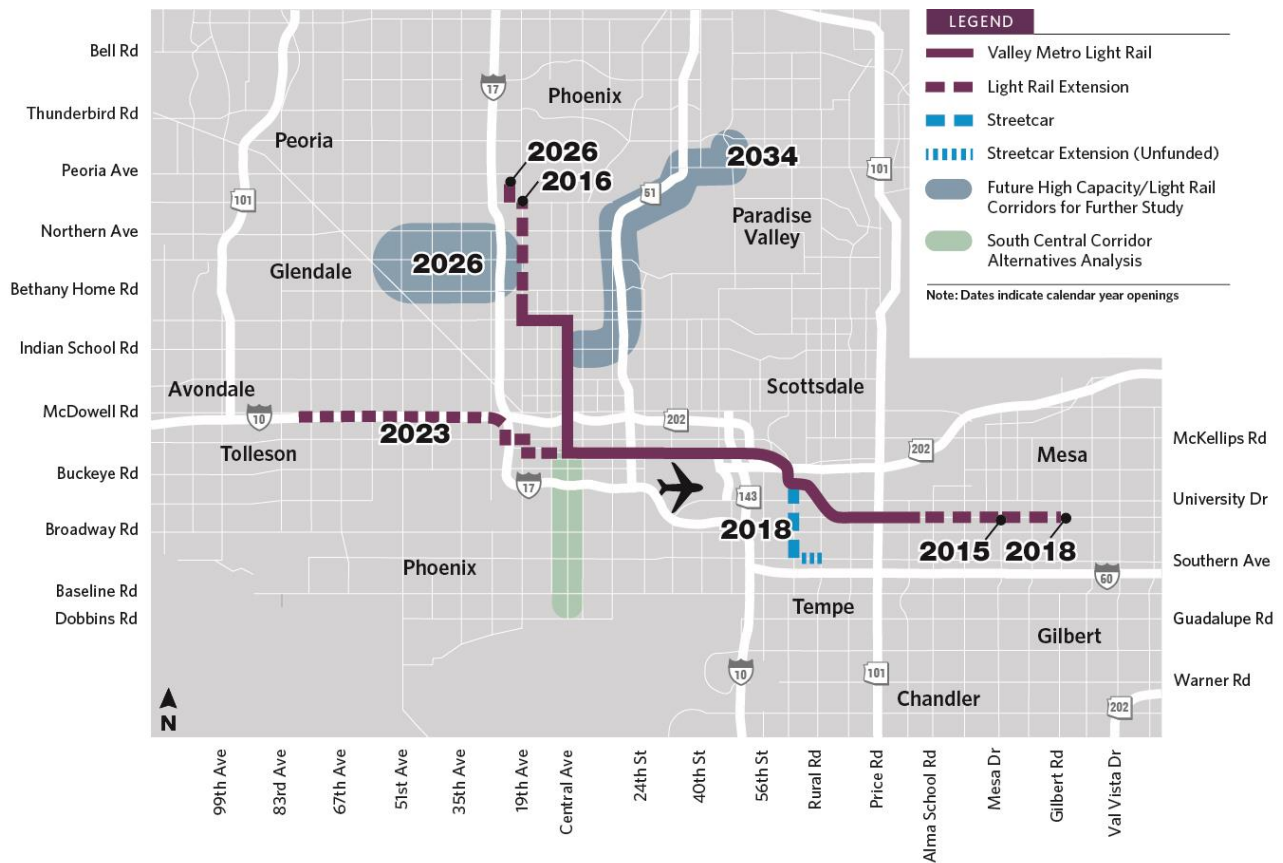 Bell Rd
Thunderbird Rd
Peoria Ave
Northern Ave
Bethany Home Rd
Indian School Rd
McDowell Rd
Buckeye Rd
Broadway Rd
Baseline Rd
Dobbins Rd
17
Phoenix
Peoria
2026
2016
2034
101
101
51
Paradise
Valley
Glendale
2026
Avondale
Scottsdale
10
2023
202
Tolleson
202
Mesa
17
143
2018
2015
2018
Phoenix
60
Tempe
Gilbert
10
101
Chandler
202
N
LEGEND
Valley Metro Light Rail
Light Rail Extension
Streetcar
Streetcar Extension (Unfunded)
Future High Capacity/Light Rail
Corridors for Further Study
South Central Corridor
Alternatives Analysis
Note: Dates indicate calendar year openings
McKellips Rd
University Dr
Southern Ave
Guadalupe Rd
Warner Rd
99th Ave
83rd Ave
67th Ave
51st Ave
35th Ave
19th Ave
Central Ave
24th St
40th St
56th St
Rural Rd
Price Rd
Alma School Rd
Mesa Dr
Gilbert Rd
Val Vista Dr